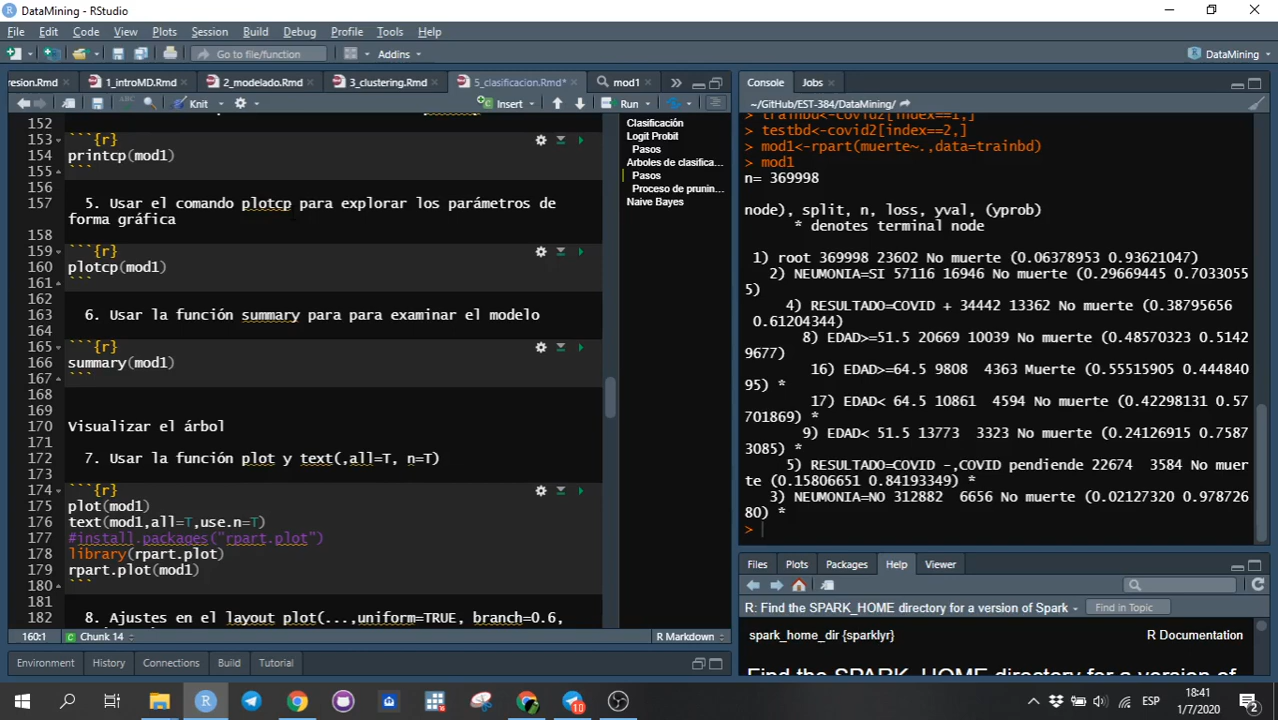 DataMining - RStudio
File Edit Code View Plots Session Build Debug Profile Tools Help
Go to file/function Addins DataMining
resion.Rmd 1_introMD.Rmd 2_modelado.Rmd 3_clustering.Rmd 5_clasificacion.Rmd* mod1
ABC Knit Insert Run
152
153 ```{r}
154 printcp(mod1)
155 ```
156
157 5. Usar el comando plotcp para explorar los parámetros de
forma gráfica
158
159 ```{r}
160 plotcp(mod1)
161 ```
162
163 6. Usar la función summary para para examinar el modelo
164
165 ```{r}
166 summary(mod1)
167 ```
168
169
170 Visualizar el árbol
171
172 7. Usar la función plot y text(,all=T, n=T)
173
174 ```{r}
175 plot(mod1)
176 text(mod1,all=T,use.n=T)
177 #install.packages("rpart.plot")
178 library(rpart.plot)
179 rpart.plot(mod1)
180 ```
181
182 8. Ajustes en el layout plot(...,uniform=TRUE, branch=0.6,
160:1 Chunk 14 R Markdown
Clasificación
Logit Probit
Pasos
Arboles de clasifica...
Pasos
Proceso de prunin...
Naive Bayes
Environment History Connections Build Tutorial
Console Jobs
~/GitHub/EST-384/DataMining/
> trainbd<-covid2[index==1,]
> testbd<-covid2[index==2,]
> mod1<-rpart(muerte~.,data=trainbd)
> mod1
n= 369998
node), split, n, loss, yval, (yprob)
* denotes terminal node
1) root 369998 23602 No muerte (0.06378953 0.93621047)
2) NEUMONIA=SI 57116 16946 No muerte (0.29669445 0.7033055
5)
4) RESULTADO=COVID + 34442 13362 No muerte (0.38795656
0.61204344)
8) EDAD>=51.5 20669 10039 No muerte (0.48570323 0.5142
9677)
16) EDAD>=64.5 9808 4363 Muerte (0.55515905 0.444840
95) *
17) EDAD< 64.5 10861 4594 No muerte (0.42298131 0.57
701869) *
9) EDAD< 51.5 13773 3323 No muerte (0.24126915 0.7587
3085) *
5) RESULTADO=COVID -,COVID pendiende 22674 3584 No muer
te (0.15806651 0.84193349) *
3) NEUMONIA=NO 312882 6656 No muerte (0.02127320 0.978726
80) *
>
Files Plots Packages Help Viewer
R: Find the SPARK_HOME directory for a version of Spark Find in Topic
spark_home_dir {sparklyr} R Documentation
Find the SPARK_HOME directory for a version of
10 ESP 18:41
1/7/2020 2